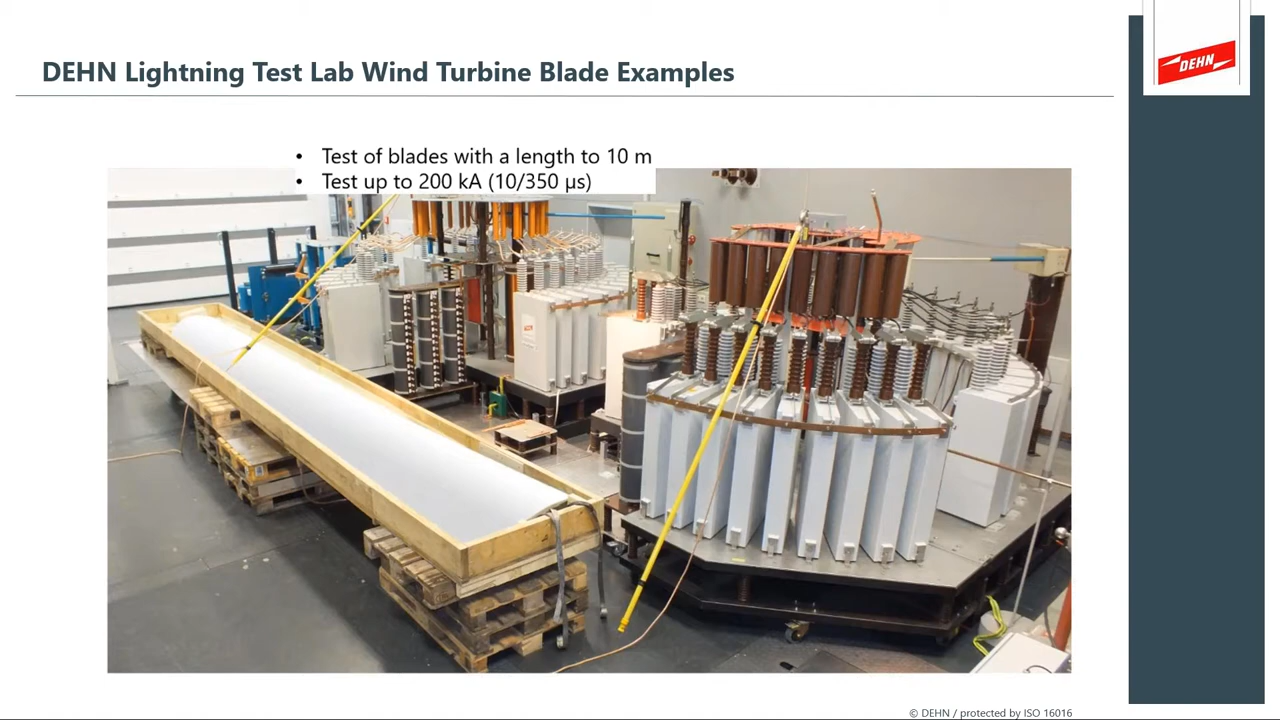 DEHN Lightning Test Lab Wind Turbine Blade Examples
DEHN
• Test of blades with a length to 10 m
• Test up to 200 kA (10/350 µs)
© DEHN / protected by ISO 16016